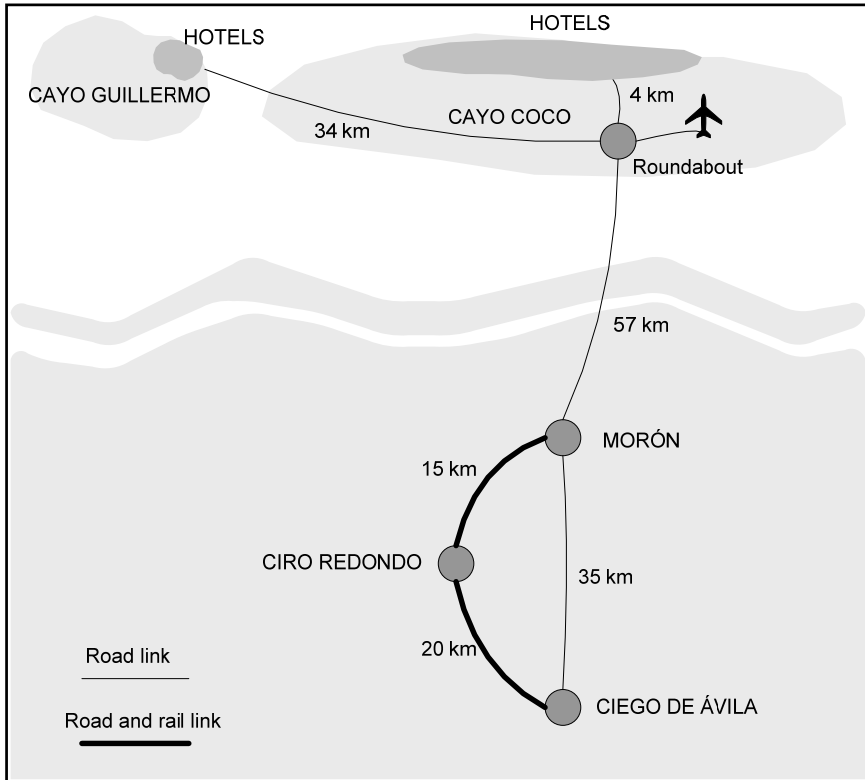 HOTELS
HOTELS
CAYO GUILLERMO
4 km
CAYO COCO
34 km
Roundabout
57 km
MORÓN
15 km
CIRO REDONDO
35 km
20 km
Road link
CIEGO DE ÁVILA
Road and rail link